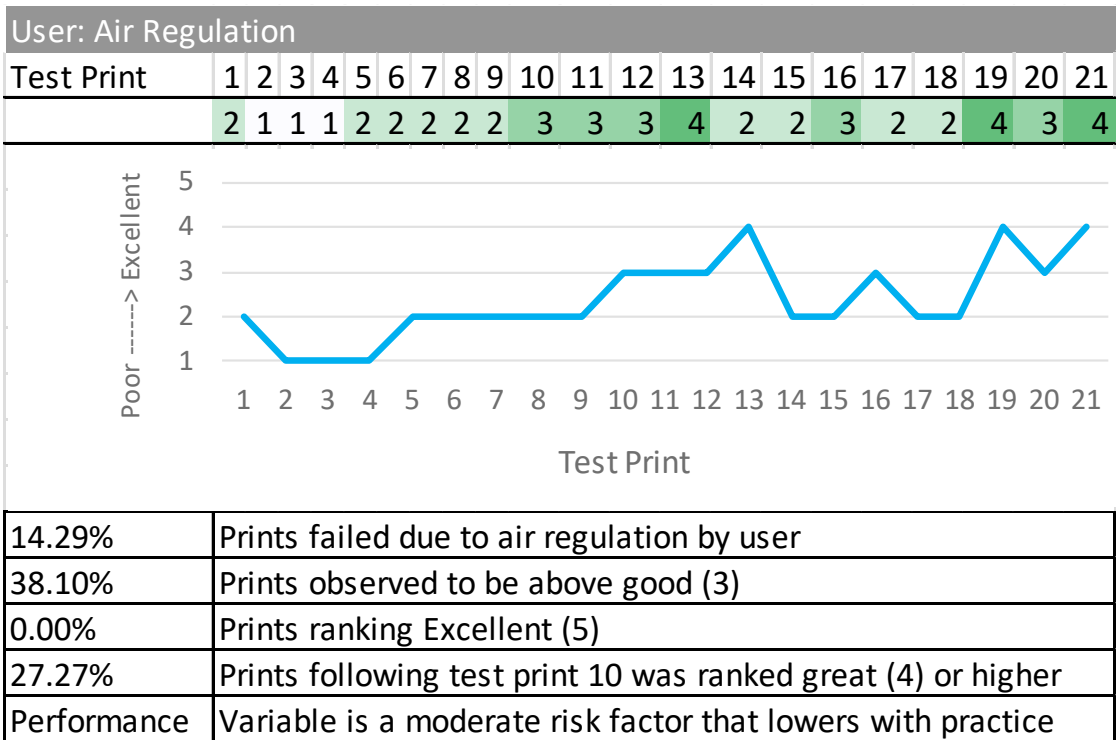 User: Air Regulation
Test Print 1 2 3 4 5 6 7 8 9 10 11 12 13 14 15 16 17 18 19 20 21
2 1 1 1 2 2 2 2 2 3 3 3 4 2 2 3 2 2 4 3 4
Poor ------> Excellent
5
4
3
2
1
1 2 3 4 5 6 7 8 9 10 11 12 13 14 15 16 17 18 19 20 21
Test Print
14.29% Prints failed due to air regulation by user
38.10% Prints observed to be above good (3)
0.00% Prints ranking Excellent (5)
27.27% Prints following test print 10 was ranked great (4) or higher
Performance Variable is a moderate risk factor that lowers with practice